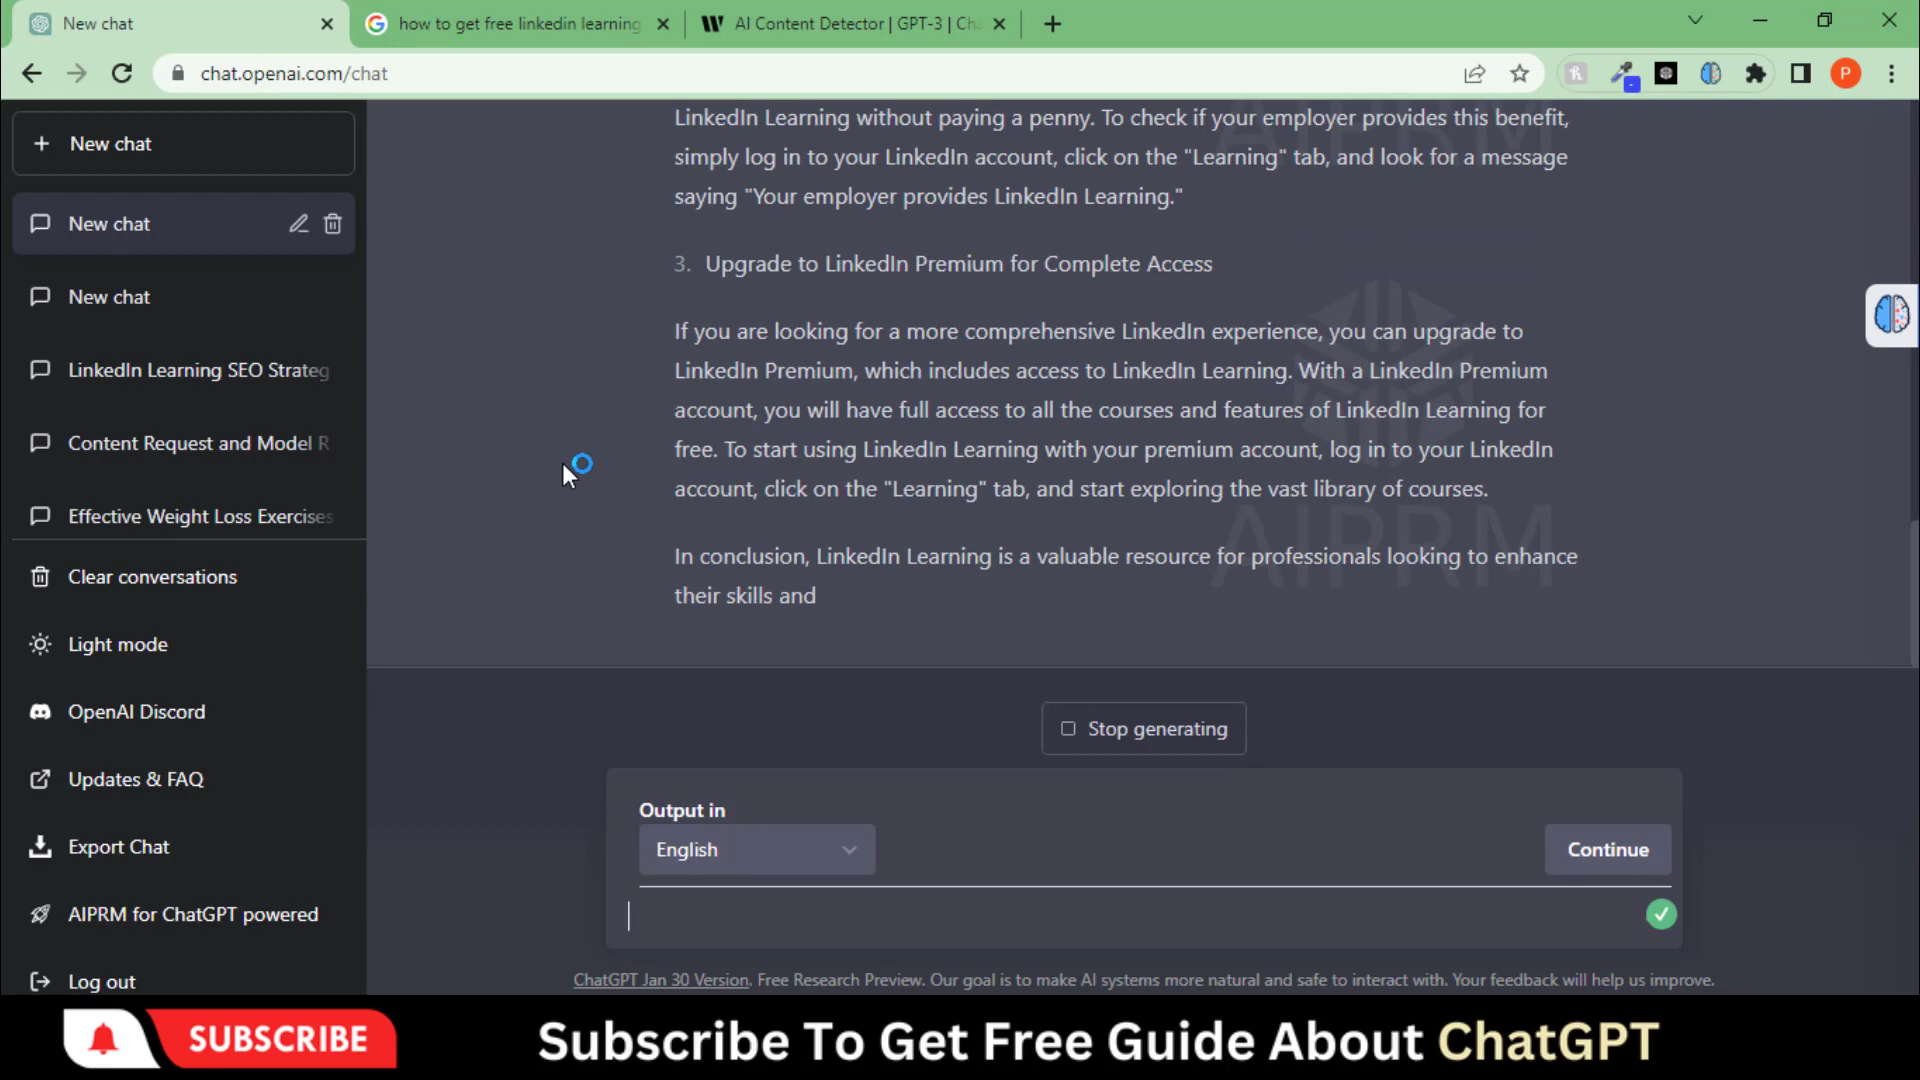 New chat
how to get free linkedin learning
AI Content Detector | GPT-3 | Cha
chat.openai.com/chat
P
New chat
New chat
New chat
LinkedIn Learning SEO Strateg
Content Request and Model R
Effective Weight Loss Exercises
Clear conversations
Light mode
OpenAI Discord
Updates & FAQ
Export Chat
AIPRM for ChatGPT powered
Log out
LinkedIn Learning without paying a penny. To check if your employer provides this benefit,
simply log in to your LinkedIn account, click on the "Learning" tab, and look for a message
saying "Your employer provides LinkedIn Learning."
3. Upgrade to LinkedIn Premium for Complete Access
If you are looking for a more comprehensive LinkedIn experience, you can upgrade to
LinkedIn Premium, which includes access to LinkedIn Learning. With a LinkedIn Premium
account, you will have full access to all the courses and features of LinkedIn Learning for
free. To start using LinkedIn Learning with your premium account, log in to your LinkedIn
account, click on the "Learning" tab, and start exploring the vast library of courses.
In conclusion, LinkedIn Learning is a valuable resource for professionals looking to enhance
their skills and
AIPRM
AIPRM
Stop generating
Output in
English
Continue
ChatGPT Jan 30 Version. Free Research Preview. Our goal is to make AI systems more natural and safe to interact with. Your feedback will help us improve.
SUBSCRIBE
Subscribe To Get Free Guide About ChatGPT